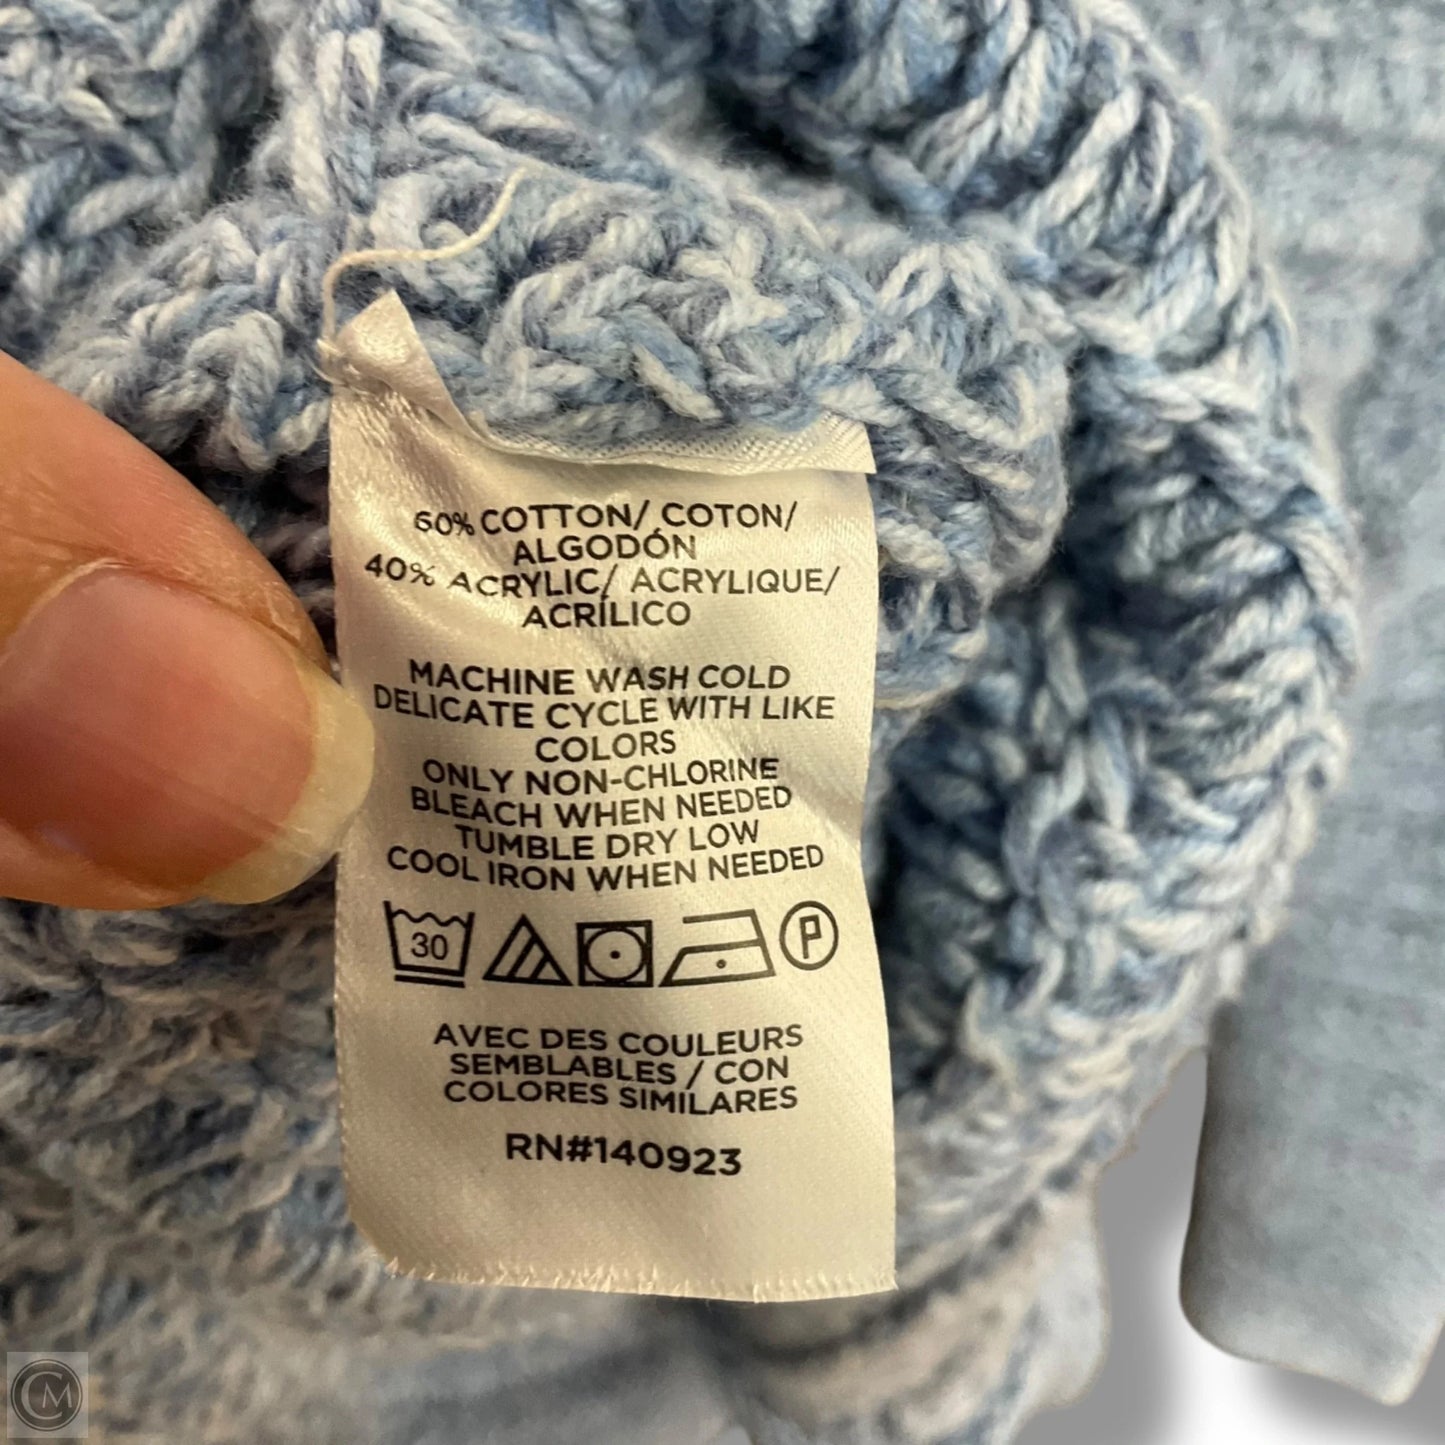 60% COTTON/ COTON/
ALGODÓN
40% ACRYLIC/ ACRYLIQUE/
ACRÍLICO
MACHINE WASH COLD
DELICATE CYCLE WITH LIKE
COLORS
ONLY NON-CHLORINE
BLEACH WHEN NEEDED
TUMBLE DRY LOW
COOL IRON WHEN NEEDED
30 P
AVEC DES COULEURS
SEMBLABLES / CON
COLORES SIMILARES
RN#140923
CM